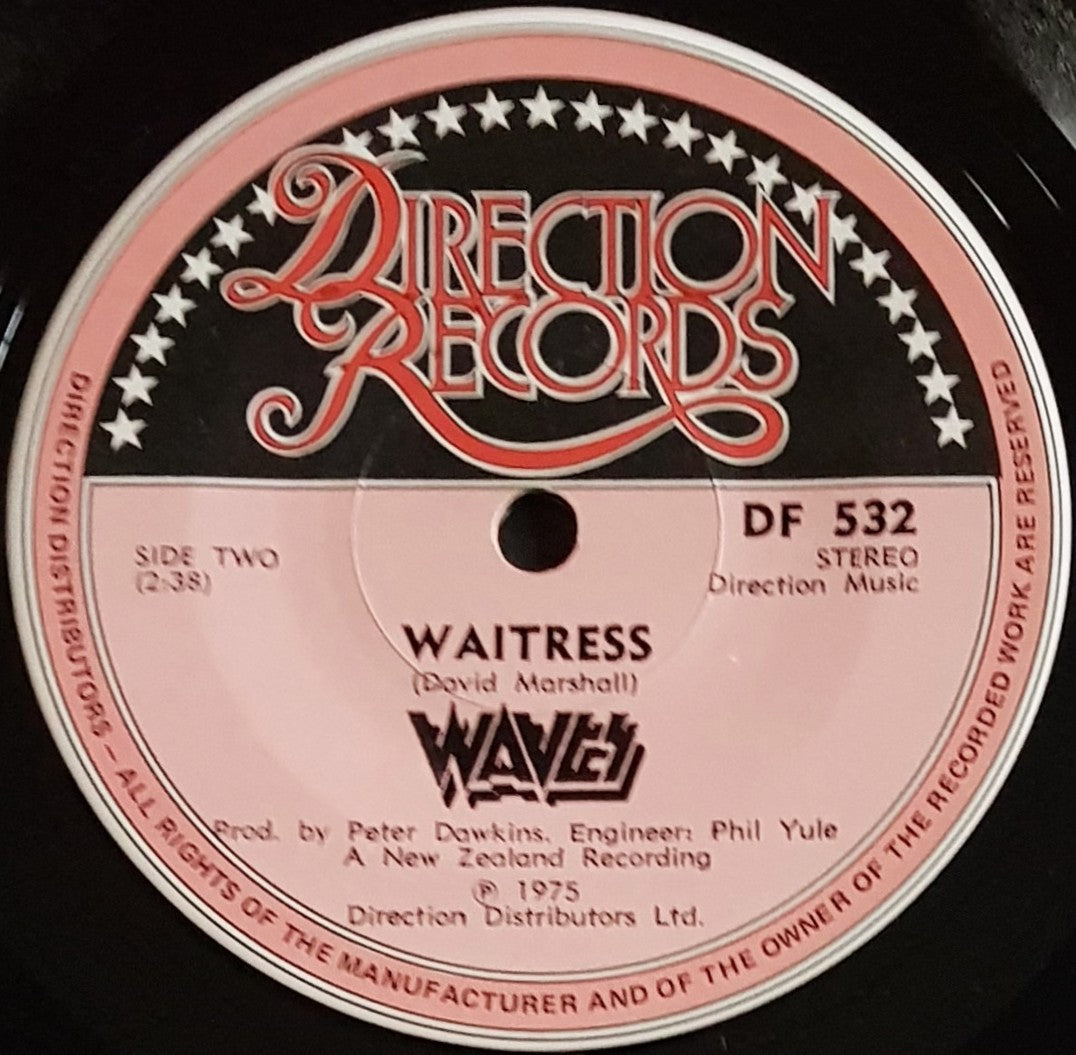 DIRECTION
RECORDS
DF 532
STEREO
Direction Music
SIDE TWO
(2:38)
WAITRESS
(David Marshall)
WAVES
Prod. by Peter Dawkins. Engineer: Phil Yule
A New Zealand Recording
℗ 1975
Direction Distributors Ltd.
DIRECTION DISTRIBUTORS – ALL RIGHTS OF THE MANUFACTURER AND OF THE OWNER OF THE RECORDED WORK ARE RESERVED